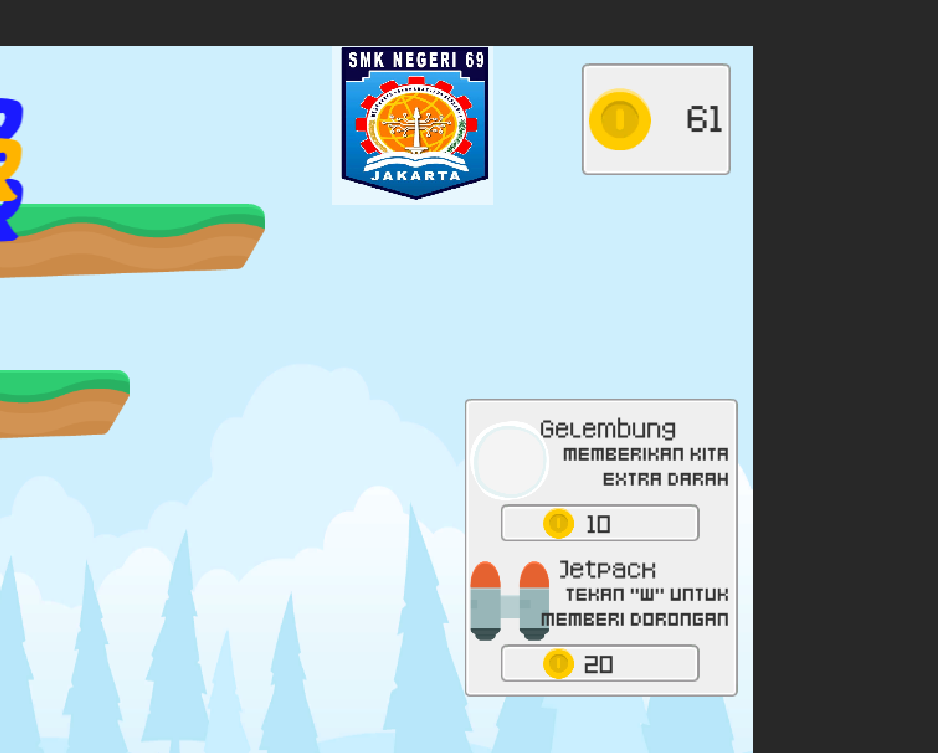 SMK NEGERI 69
JAKARTA
61
Gelembung
MEMBERIKAN KITA
EXTRA DARAH
10
Jetpack
TEKAN "W" UNTUK
MEMBERI DORONGAN
20